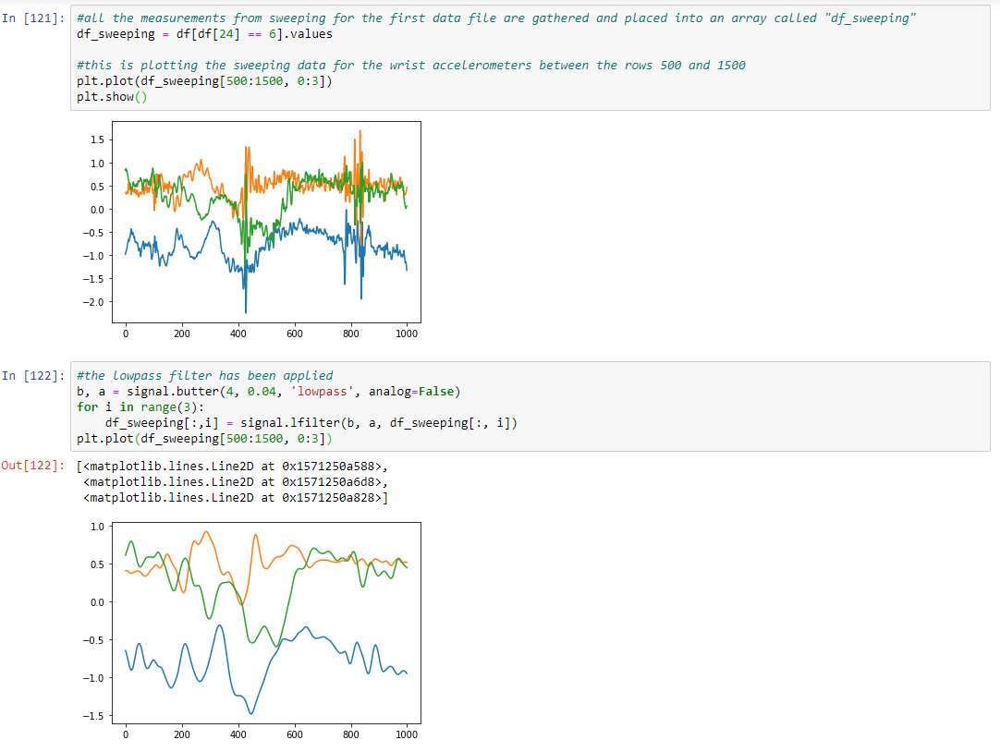 In [121]: #all the measurements from sweeping for the first data file are gathered and placed into an array called "df_sweeping"
df_sweeping = df[df[24] == 6].values
#this is plotting the sweeping data for the wrist accelerometers between the rows 500 and 1500
plt.plot(df_sweeping[500:1500, 0:3])
plt.show()
1.5
1.0
0.5
0.0
−0.5
−1.0
−1.5
−2.0
0 200 400 600 800 1000
In [122]: #the lowpass filter has been applied
b, a = signal.butter(4, 0.04, 'lowpass', analog=False)
for i in range(3):
    df_sweeping[:,i] = signal.lfilter(b, a, df_sweeping[:, i])
plt.plot(df_sweeping[500:1500, 0:3])
Out[122]: [<matplotlib.lines.Line2D at 0x1571250a588>,
<matplotlib.lines.Line2D at 0x1571250a6d8>,
<matplotlib.lines.Line2D at 0x1571250a828>]
1.0
0.5
0.0
−0.5
−1.0
−1.5
0 200 400 600 800 1000